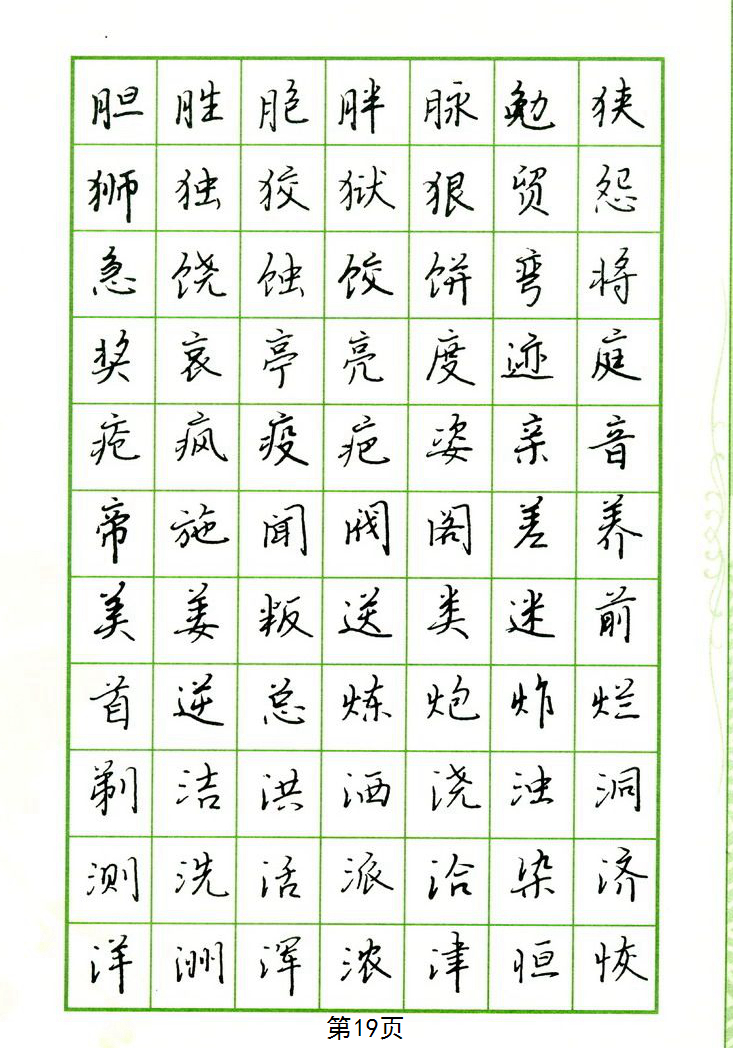 胆胜脆胖脉勉狭
狮独狡狱狠贸怨
急饶蚀饺饼弯将
奖哀亭亮度迹庭
疮疯疫疤姿亲音
帝施闻阀阁差养
美姜叛送类迷前
首逆总炼炮炸烂
剃洁洪洒浇浊洞
测洗活派洽染济
洋洲浑浓津恒恢
第19页